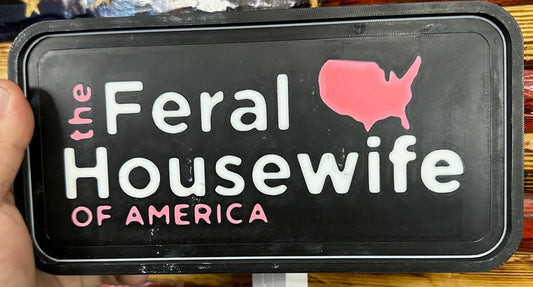 the Feral
Housewife
OF AMERICA